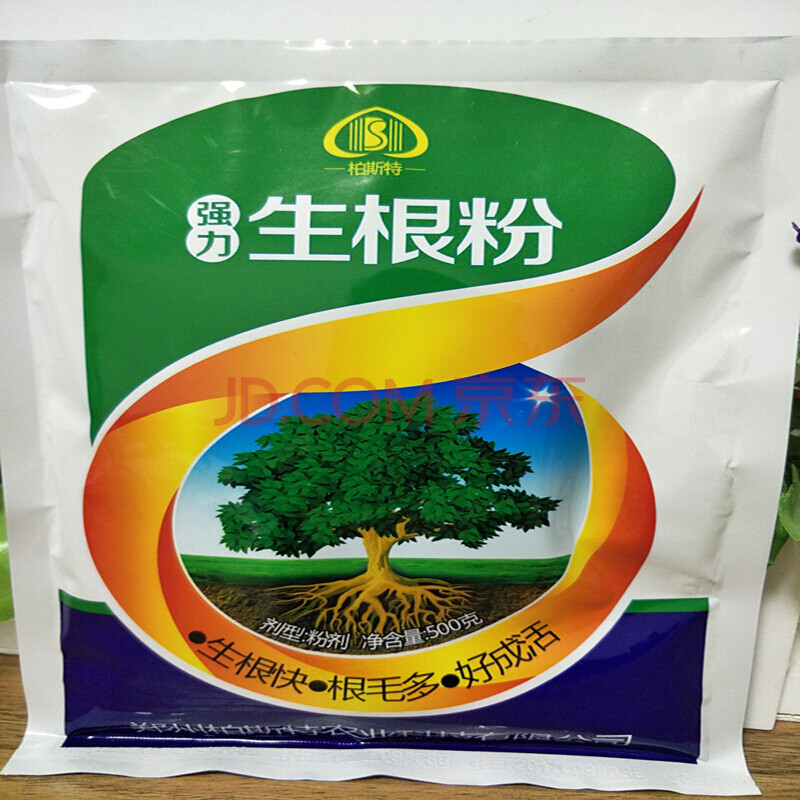 柏斯特
强力
生根粉
JD.COM 京东
剂型:粉剂 净含量:500克
•生根快•根毛多•好成活